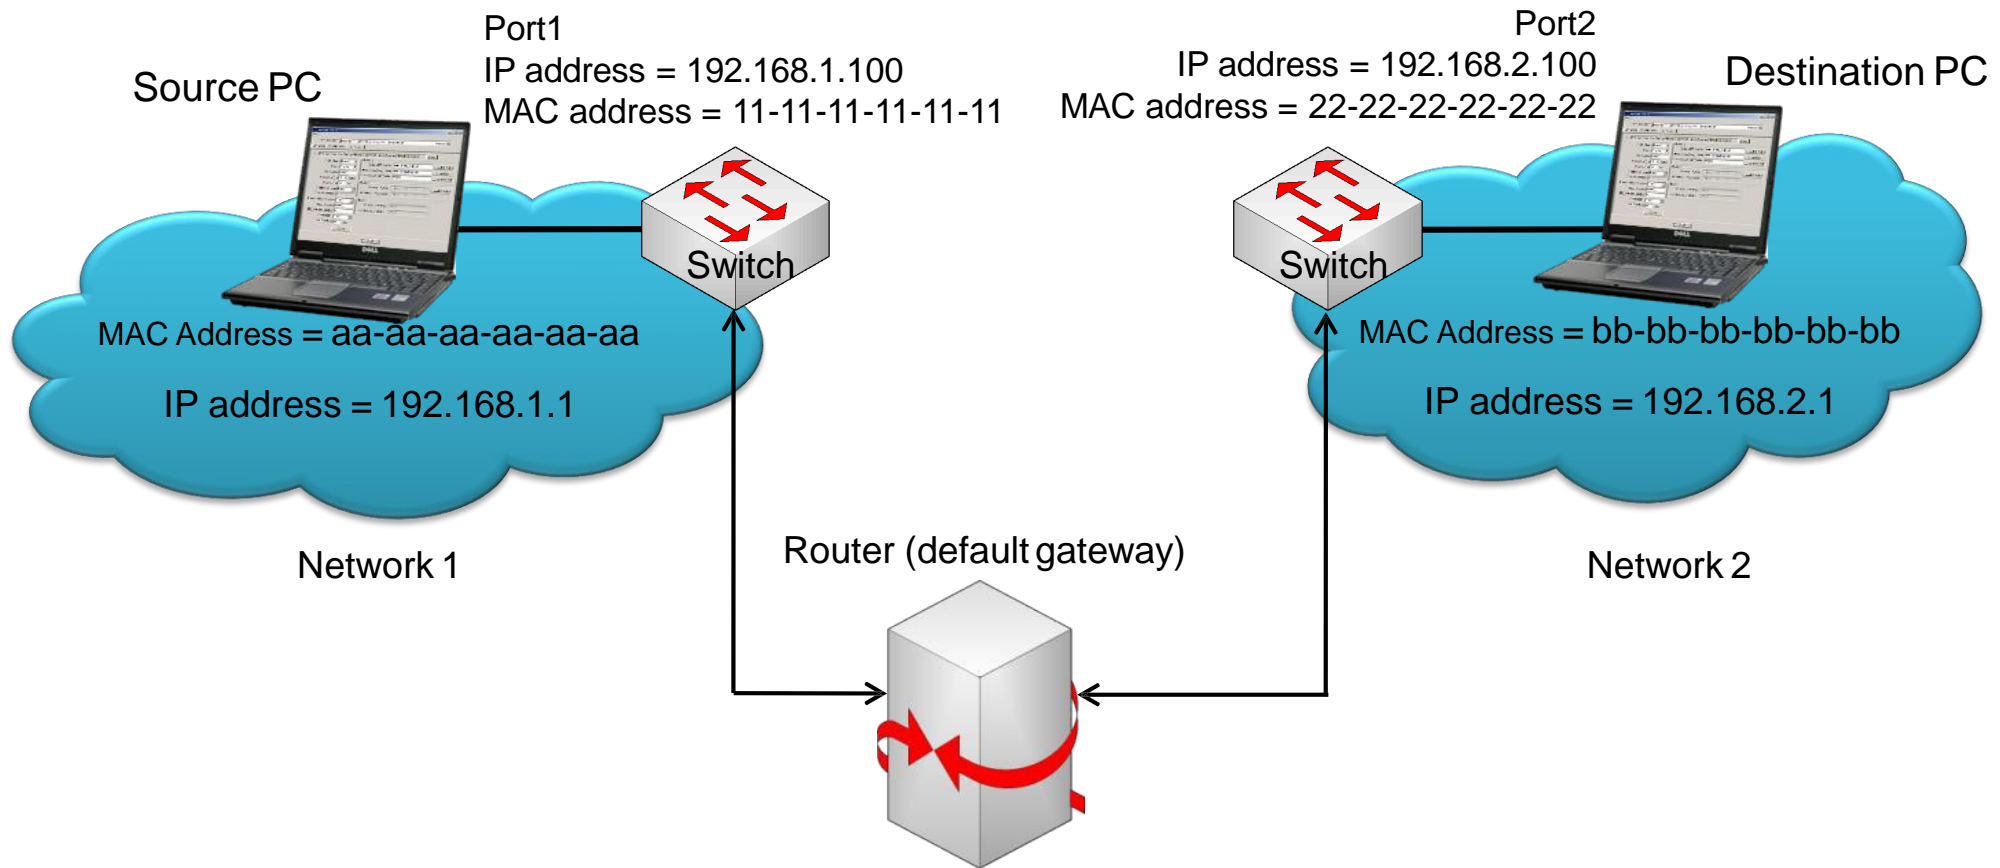 Source PC
Port1
IP address = 192.168.1.100
MAC address = 11-11-11-11-11-11
Port2
IP address = 192.168.2.100
MAC address = 22-22-22-22-22-22
Destination PC
Switch
Switch
MAC Address = aa-aa-aa-aa-aa-aa
IP address = 192.168.1.1
MAC Address = bb-bb-bb-bb-bb-bb
IP address = 192.168.2.1
Network 1
Router (default gateway)
Network 2
DELL
DELL